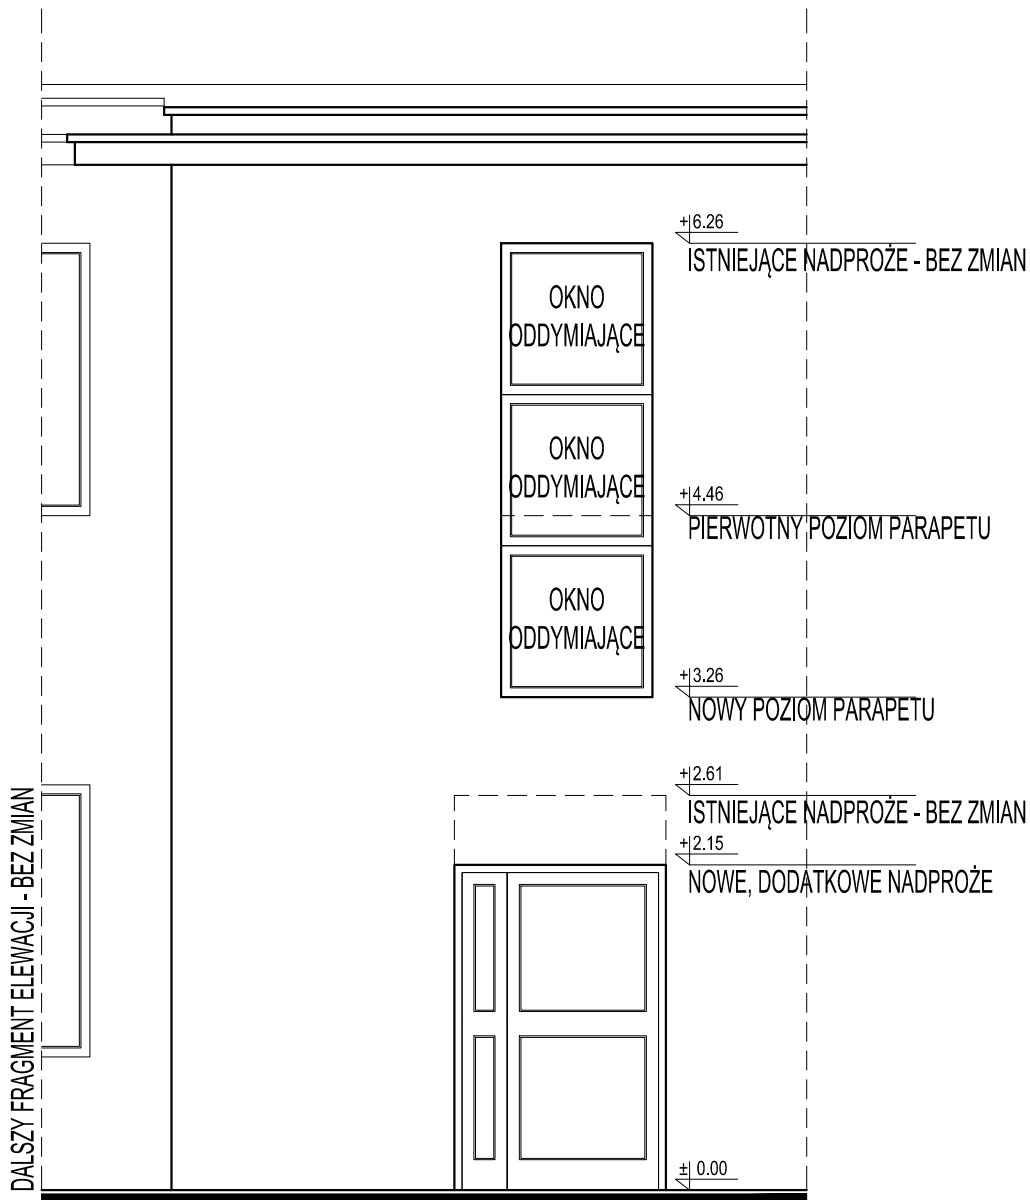 +6.26
ISTNIEJĄCE NADPROŻE - BEZ ZMIAN
OKNO
ODDYMIAJĄCE
OKNO
ODDYMIAJĄCE
+4.46
PIERWOTNY POZIOM PARAPETU
OKNO
ODDYMIAJĄCE
+3.26
NOWY POZIOM PARAPETU
+2.61
ISTNIEJĄCE NADPROŻE - BEZ ZMIAN
+2.15
NOWE, DODATKOWE NADPROŻE
DALSZY FRAGMENT ELEWACJI - BEZ ZMIAN
± 0.00